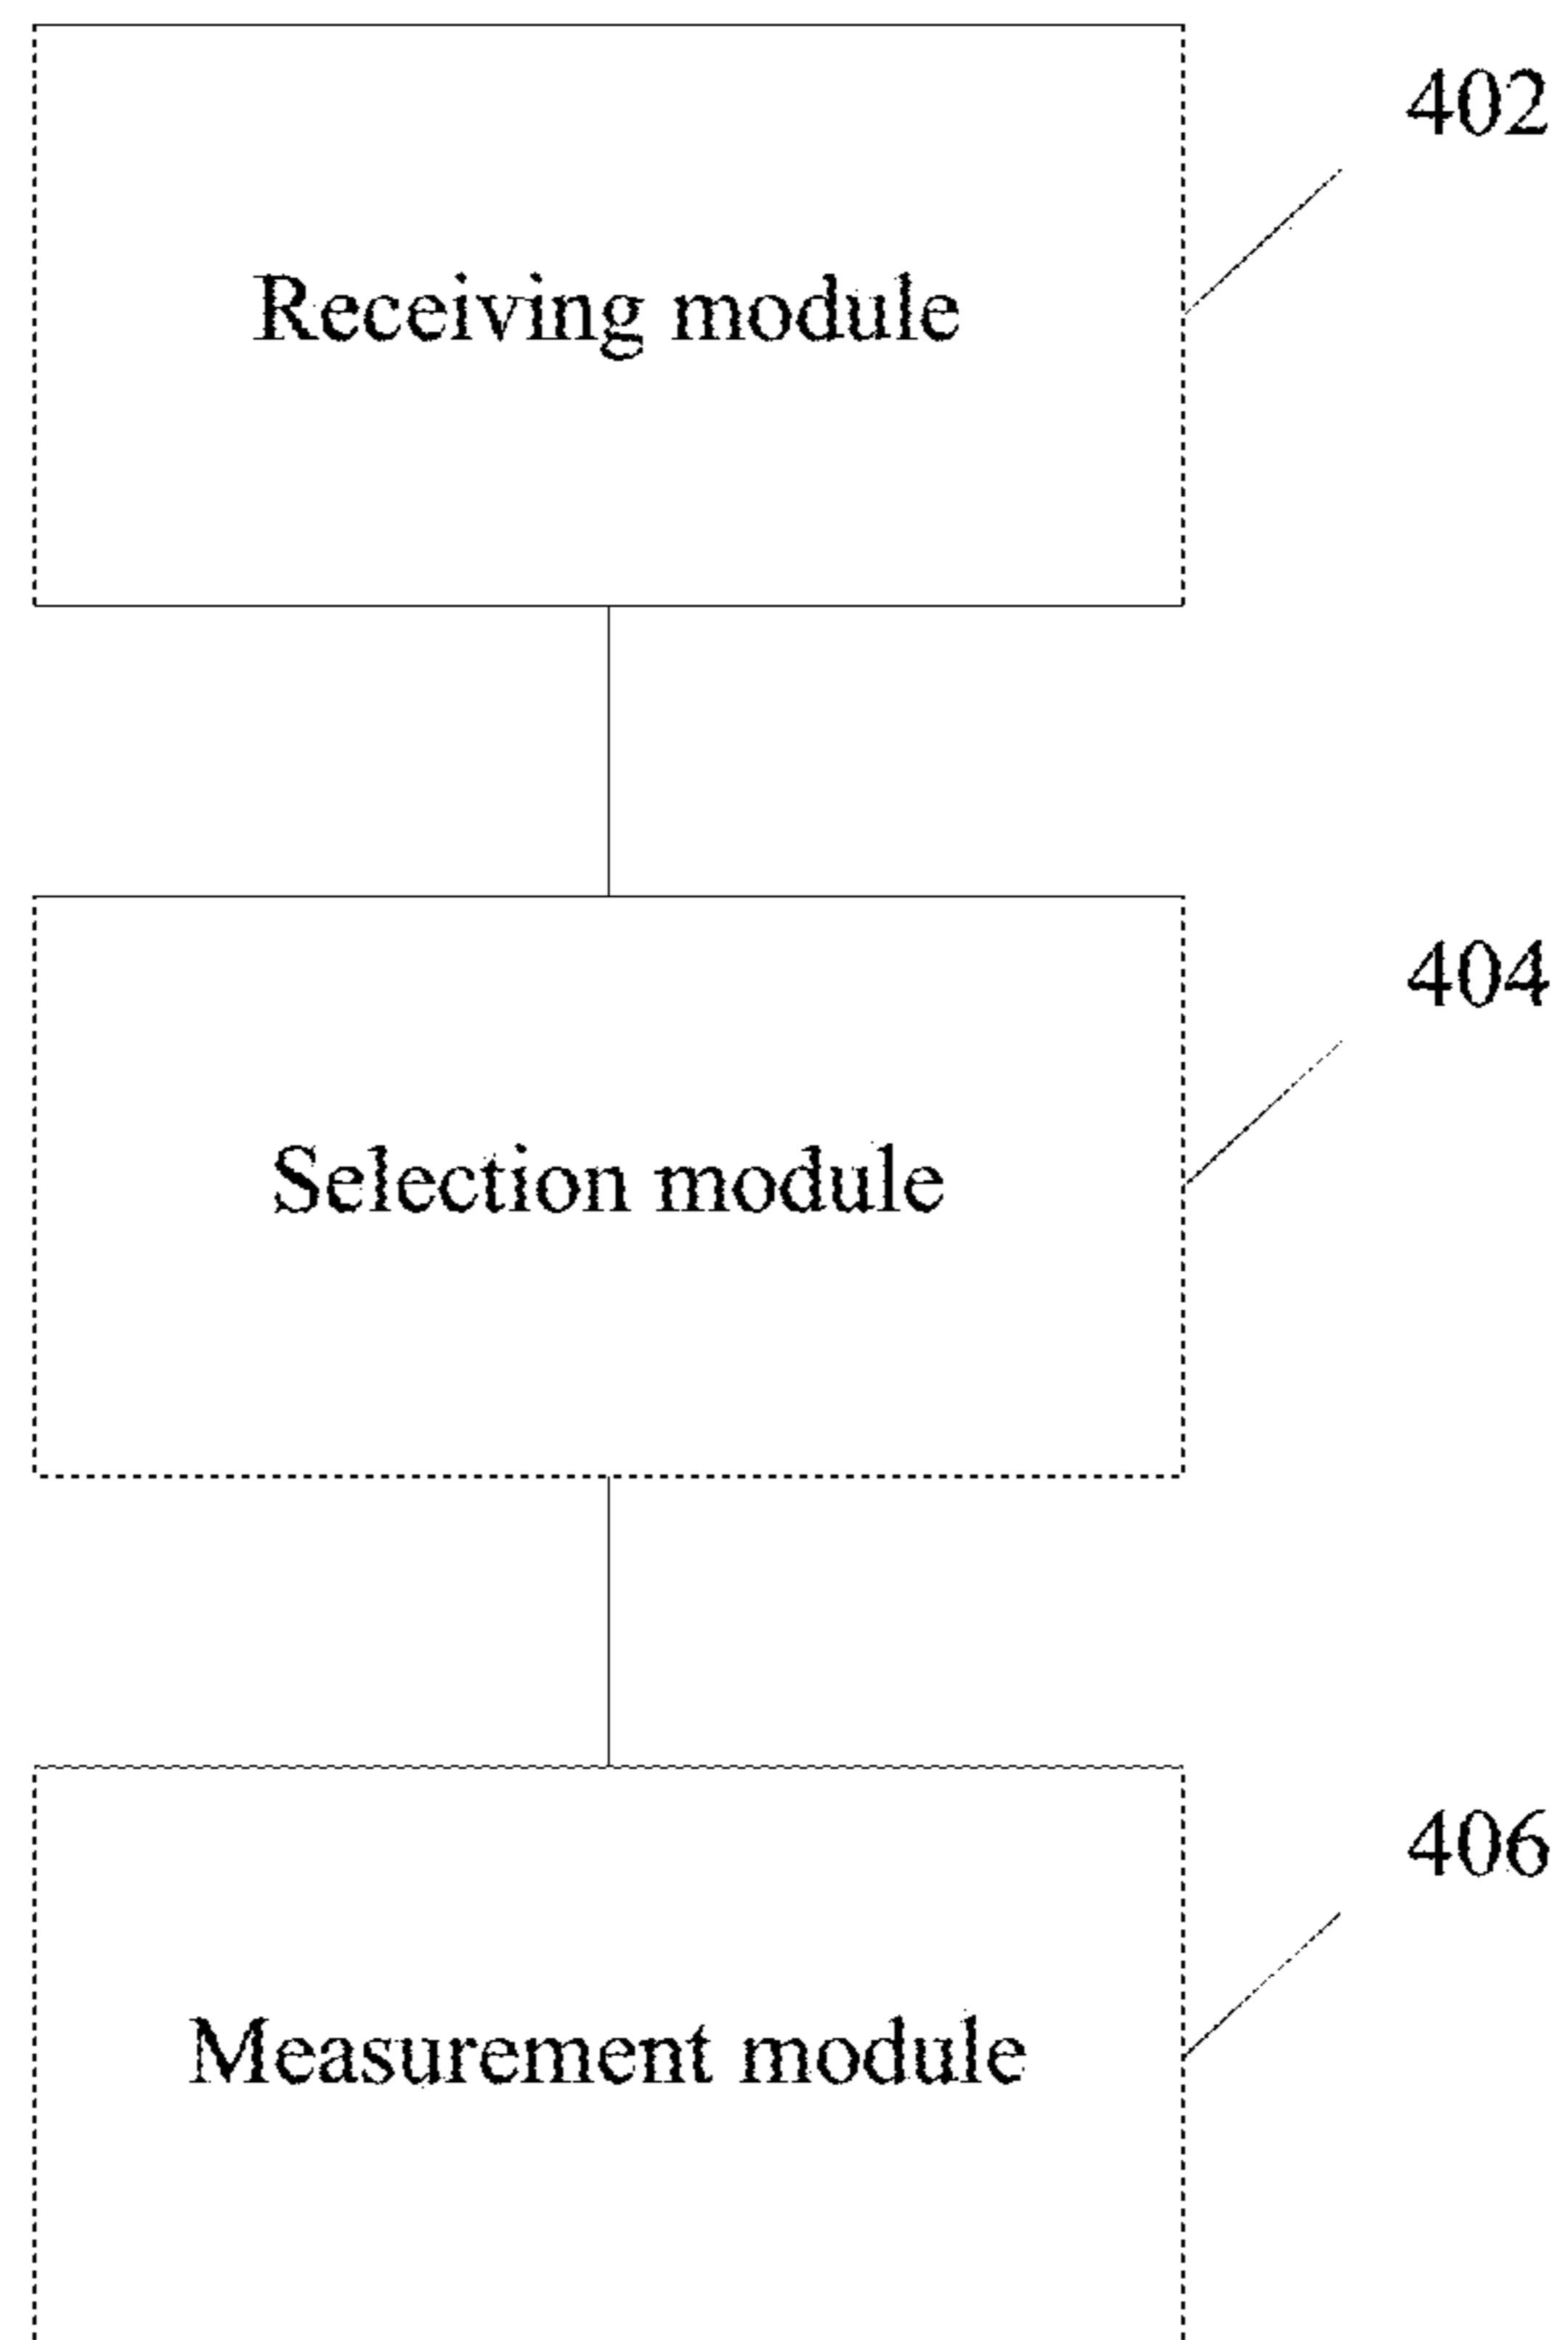 402
Receiving module
404
Selection module
406
Measurement module